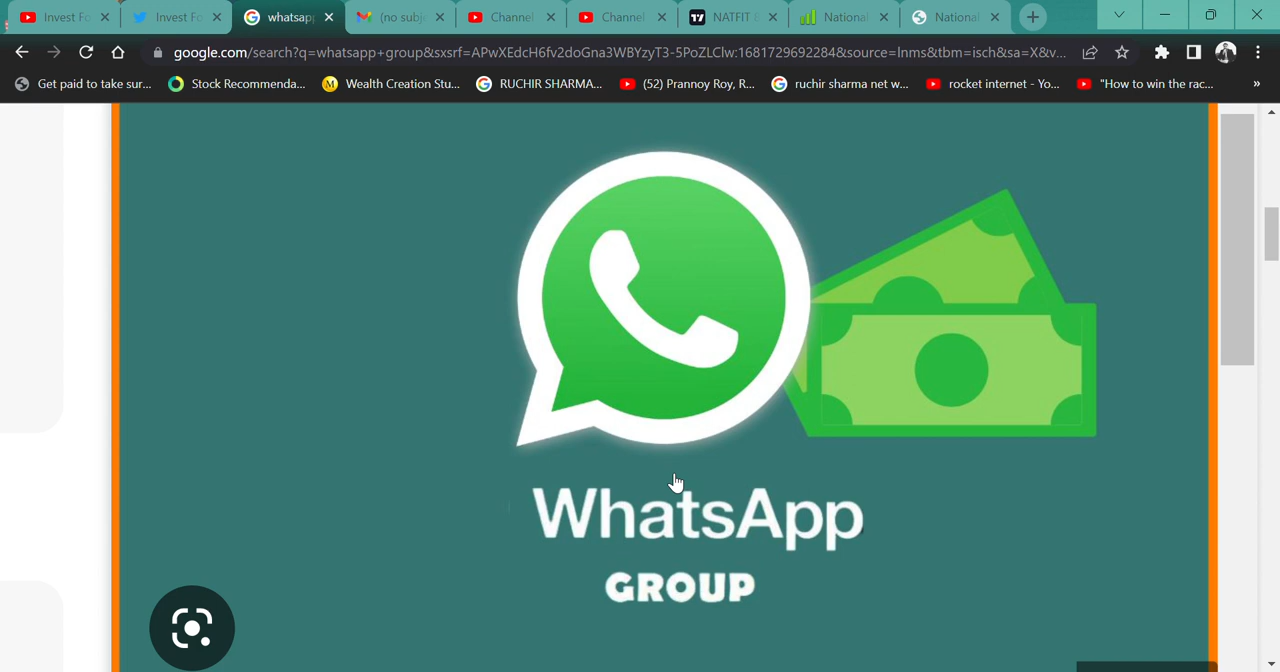 Invest Fo
Invest Fo
whatsap
(no subje
Channel
Channel
NATFIT
National
National
google.com/search?q=whatsapp+group&sxsrf=APwXEdcH6fv2doGna3WBYzyT3-5PoZLClw:1681729692284&source=lnms&tbm=isch&sa=X&v...
Get paid to take sur...
Stock Recommenda...
Wealth Creation Stu...
RUCHIR SHARMA...
(52) Prannoy Roy, R...
ruchir sharma net w...
rocket internet - Yo...
"How to win the rac...
»
WhatsApp
GROUP